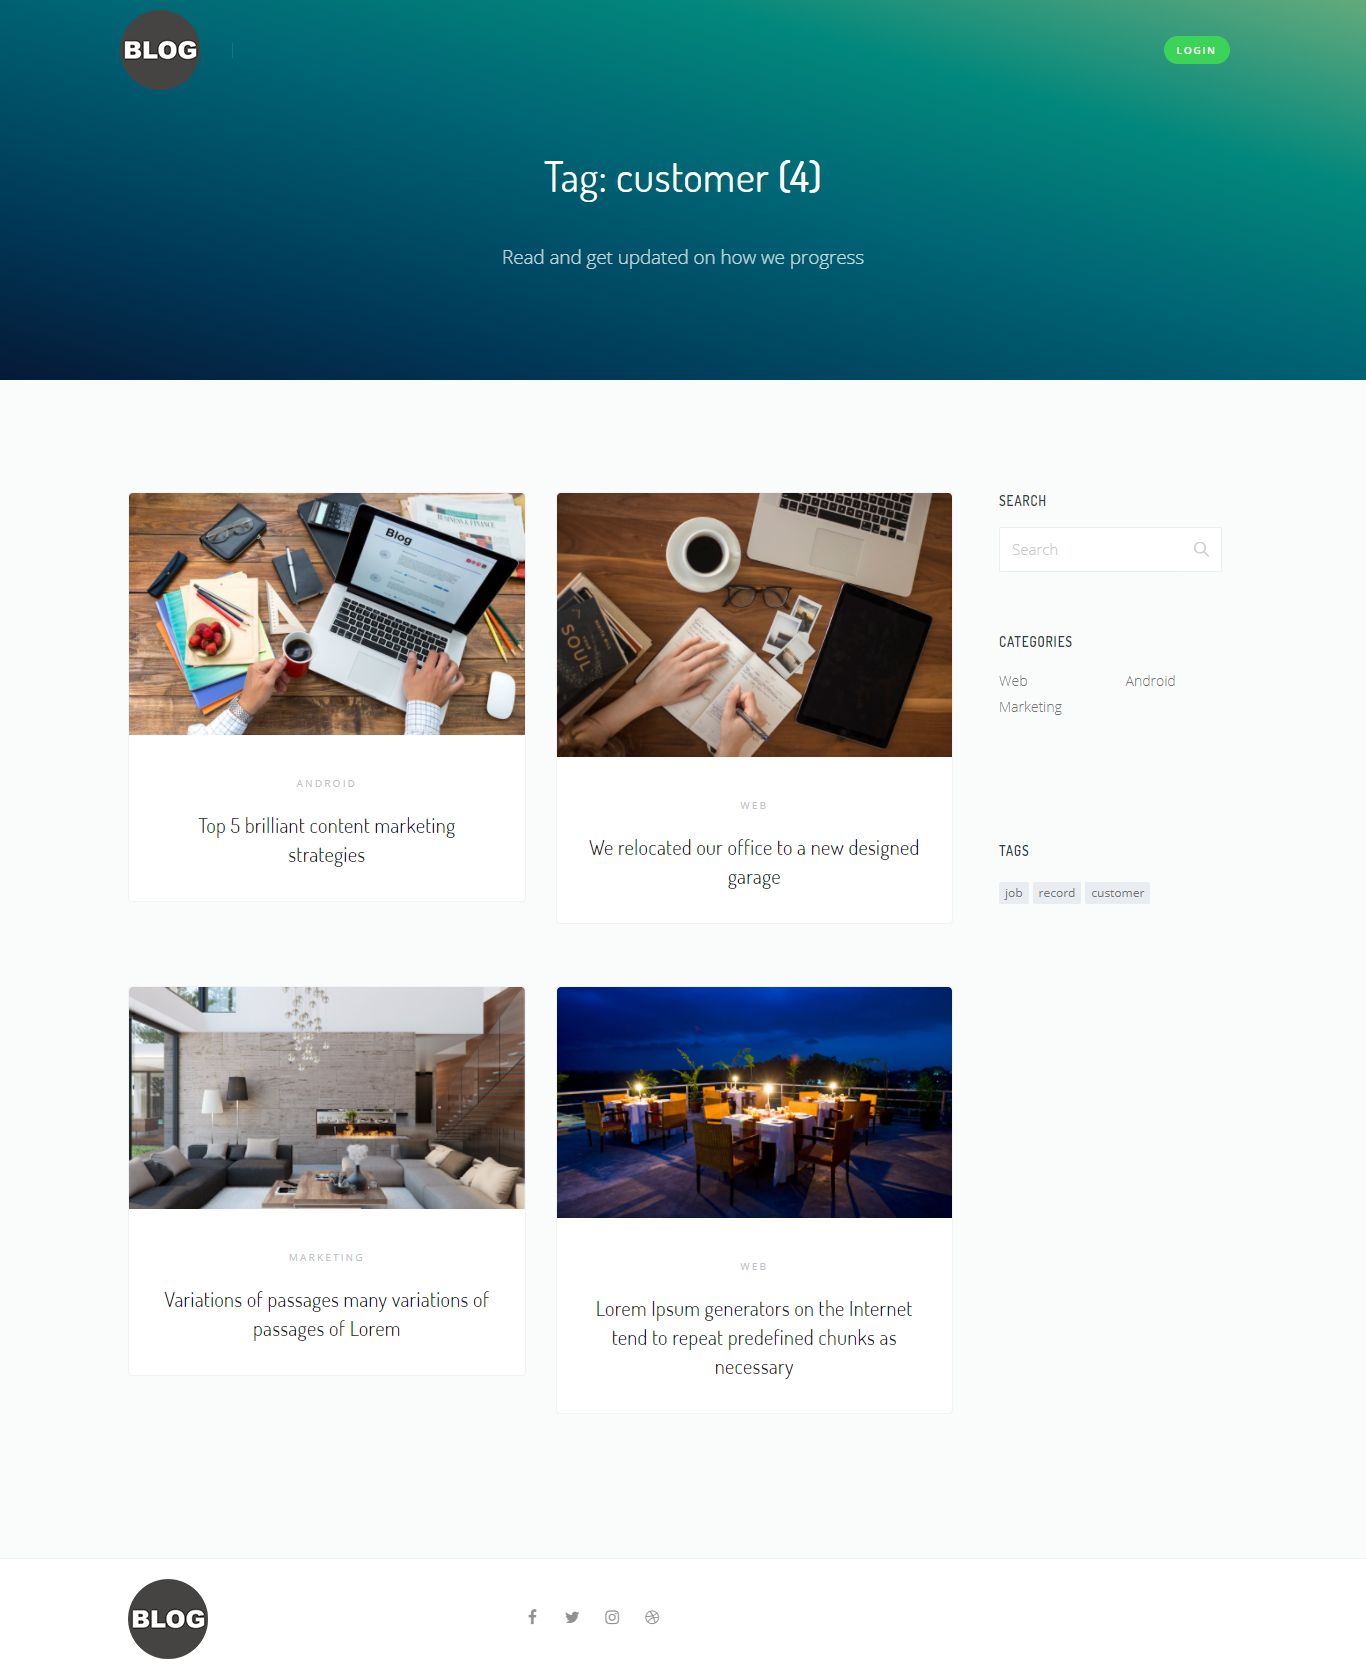 BLOG
LOGIN
Tag: customer (4)
Read and get updated on how we progress
BUSINESS & FINANCE
Blog
ANDROID
Top 5 brilliant content marketing
strategies
SOUL
WEB
We relocated our office to a new designed
garage
MARKETING
Variations of passages many variations of
passages of Lorem
WEB
Lorem Ipsum generators on the Internet
tend to repeat predefined chunks as
necessary
SEARCH
Search
CATEGORIES
Web Android
Marketing
TAGS
job record customer
BLOG